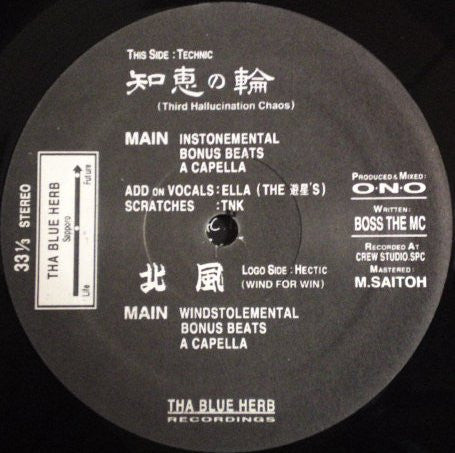 THIS SIDE : TECHNIC
知恵の輪
(Third Hallucination Chaos)
MAIN INSTONEMENTAL
BONUS BEATS
A CAPELLA
ADD ON VOCALS : ELLA (THE 遊星'S)
SCRATCHES : TNK
33⅓ STEREO
THA BLUE HERB
Sapporo
Life
Future
PRODUCED & MIXED :
O·N·O
WRITTEN :
BOSS THE MC
RECORDED AT
CREW STUDIO.SPC
MASTERED :
M.SAITOH
北風
LOGO SIDE : HECTIC
(WIND FOR WIN)
MAIN WINDSTOLEMENTAL
BONUS BEATS
A CAPELLA
THA BLUE HERB
RECORDINGS